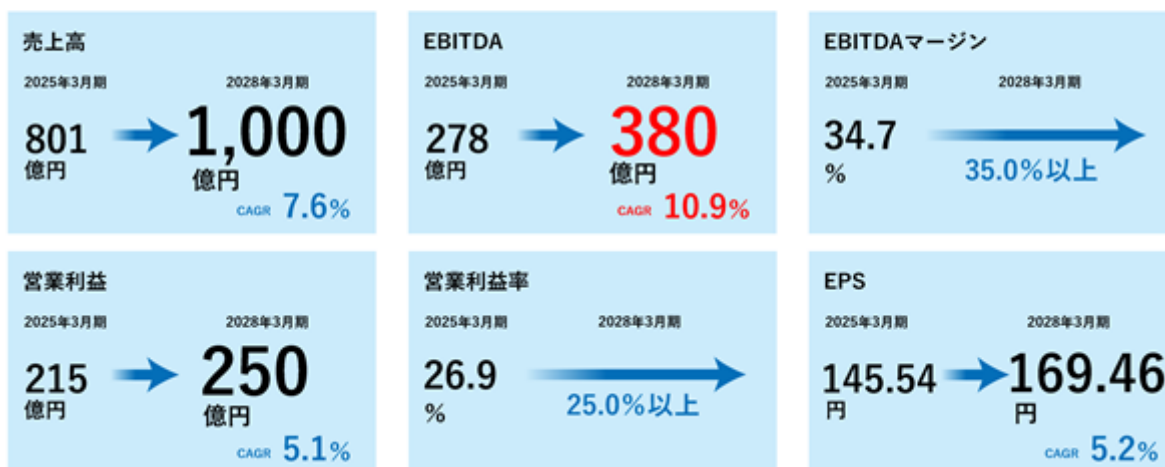 売上高
2025年3月期 2028年3月期
801 億円 1,000 億円
CAGR 7.6%
EBITDA
2025年3月期 2028年3月期
278 億円 380 億円
CAGR 10.9%
EBITDAマージン
2025年3月期 2028年3月期
34.7 %
35.0%以上
営業利益
2025年3月期 2028年3月期
215 億円 250 億円
CAGR 5.1%
営業利益率
2025年3月期 2028年3月期
26.9 %
25.0%以上
EPS
2025年3月期 2028年3月期
145.54 円 169.46 円
CAGR 5.2%